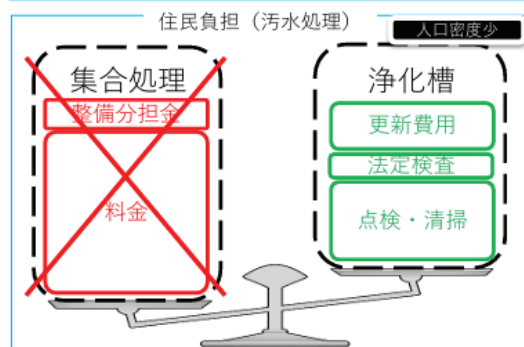 住民負担（汚水処理）
人口密度少
集合処理
整備分担金
料金
浄化槽
更新費用
法定検査
点検・清掃